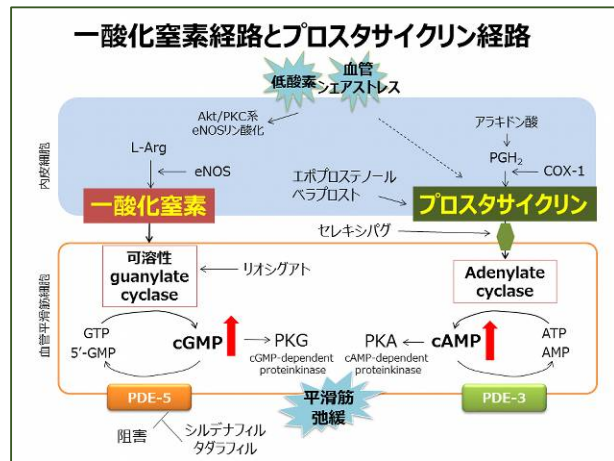 一酸化窒素経路とプロスタサイクリン経路
低酸素
血管
シェアストレス
Akt/PKC系
eNOSリン酸化
アラキドン酸
L-Arg
PGH2
eNOS
COX-1
内皮細胞
エポプロステノール
ベラプロスト
一酸化窒素
プロスタサイクリン
セレキシパグ
可溶性
guanylate
cyclase
リオシグアト
Adenylate
cyclase
血管平滑筋細胞
GTP
5'-GMP
cGMP
PKG
cGMP-dependent
proteinkinase
PKA
cAMP-dependent
proteinkinase
cAMP
ATP
AMP
PDE-5
平滑筋
弛緩
PDE-3
阻害
シルデナフィル
タダラフィル